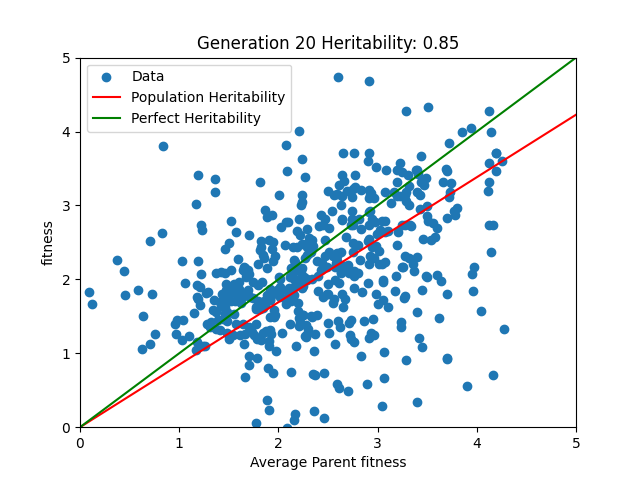 Generation 20 Heritability: 0.85
Data
Population Heritability
Perfect Heritability
5
4
3
2
1
0
fitness
0 1 2 3 4 5
Average Parent fitness